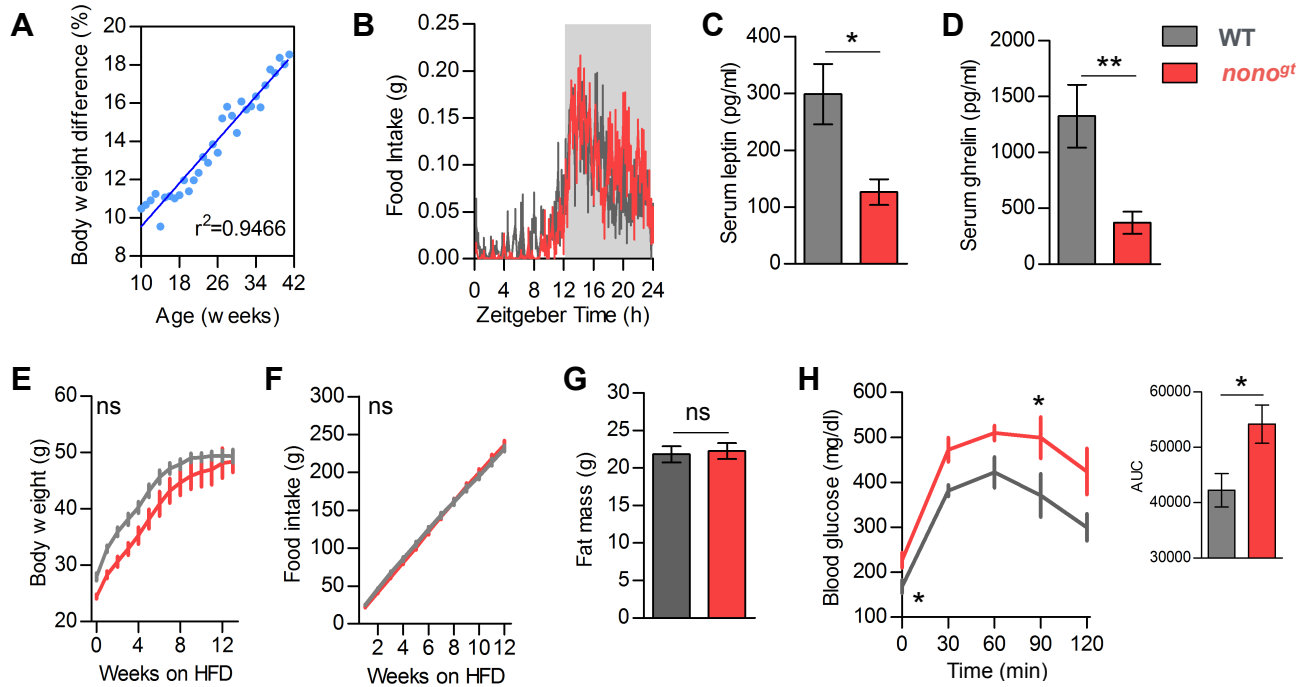 A
Body weight difference (%)
20
18
16
14
12
10
8
r²=0.9466
10 18 26 34 42
Age (weeks)
B
Food Intake (g)
0.25
0.20
0.15
0.10
0.05
0.00
0 4 8 12 16 20 24
Zeitgeber Time (h)
C
Serum leptin (pg/ml)
400
300
200
100
0
*
D
Serum ghrelin (pg/ml)
2000
1500
1000
500
0
**
WT
nono^gt
E
Body weight (g)
60
50
40
30
20
ns
0 4 8 12
Weeks on HFD
F
Food intake (g)
300
250
200
150
100
50
0
ns
2 4 6 8 10 12
Weeks on HFD
G
Fat mass (g)
30
25
20
15
10
5
0
ns
H
Blood glucose (mg/dl)
600
500
400
300
200
100
*
*
0 30 60 90 120
Time (min)
AUC
60000
50000
40000
30000
*